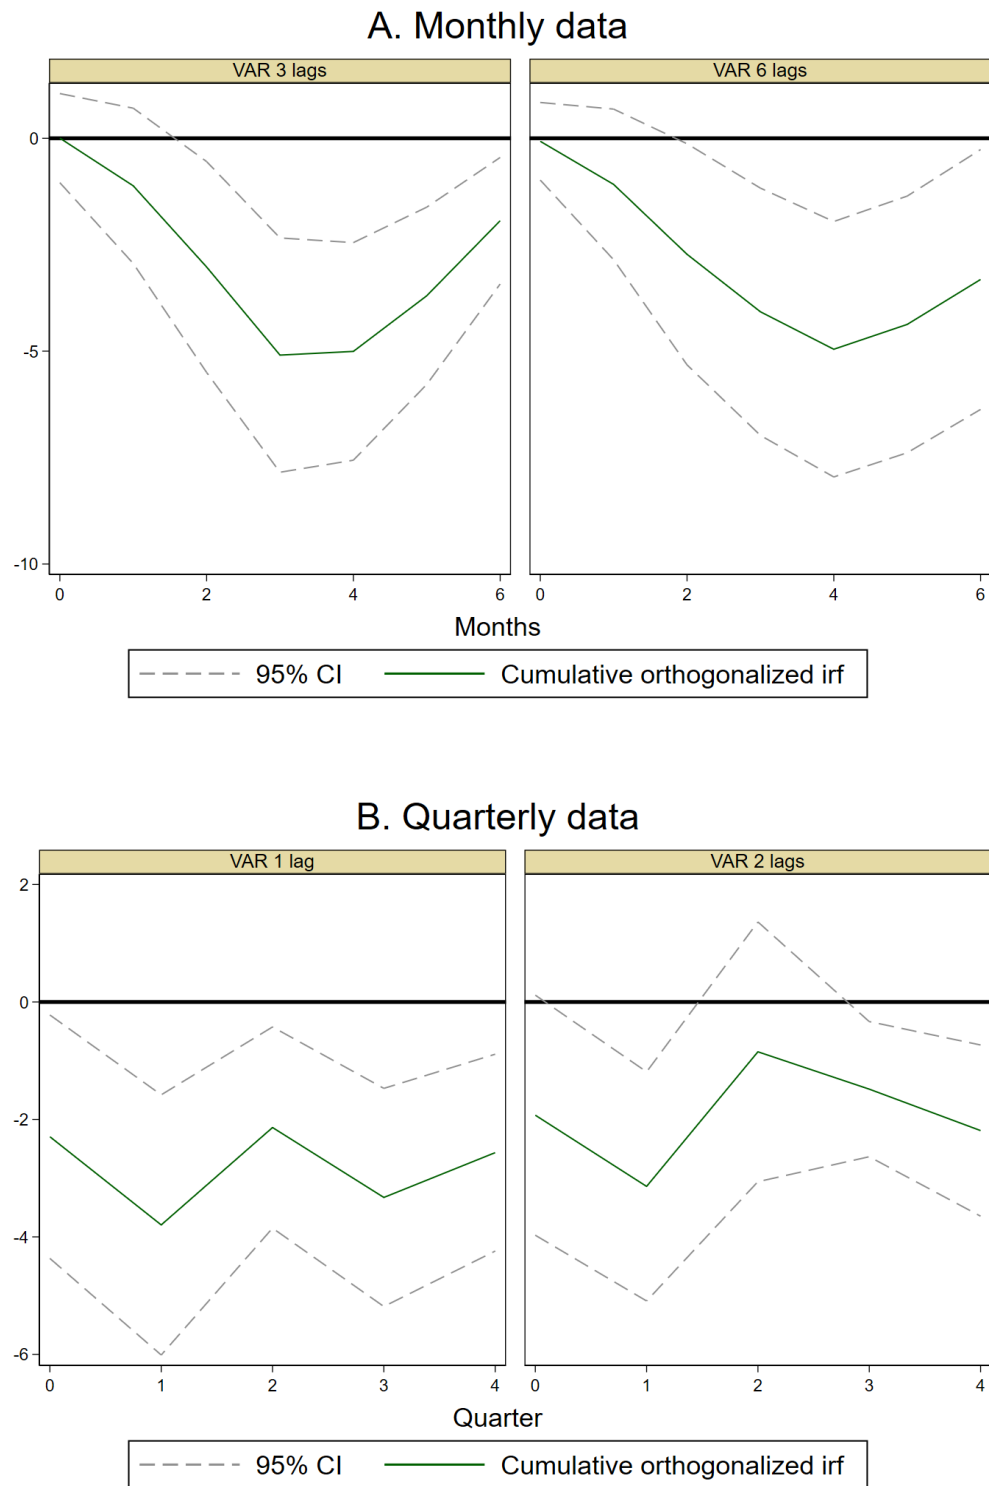 A. Monthly data
VAR 3 lags
VAR 6 lags
0
-5
-10
0 2 4 6
0 2 4 6
Months
95% CI
Cumulative orthogonalized irf
B. Quarterly data
VAR 1 lag
VAR 2 lags
2
0
-2
-4
-6
0 1 2 3 4
0 1 2 3 4
Quarter
95% CI
Cumulative orthogonalized irf